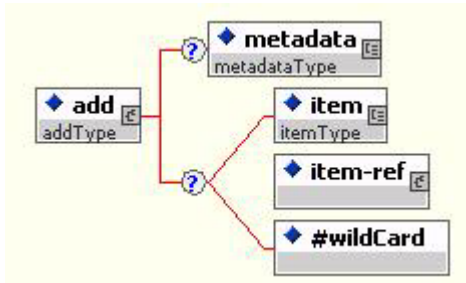 metadata
metadataType
add
addType
item
itemType
item-ref
#wildCard
?
?